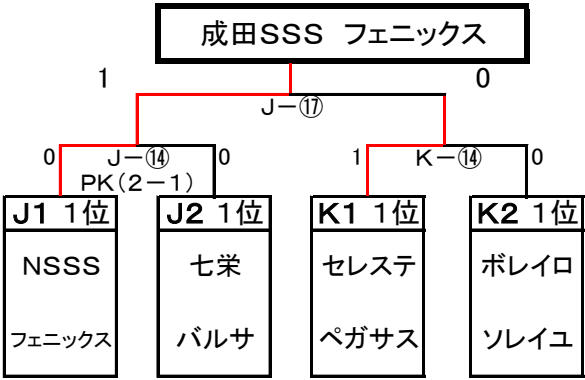 成田SSS フェニックス
1 0
J－⑰
0 J－⑭ 0 1 K－⑭ 0
PK(2－1)
J1 1位 J2 1位 K1 1位 K2 1位
NSSS 七栄 セレステ ボレイロ
フェニックス バルサ ペガサス ソレイユ